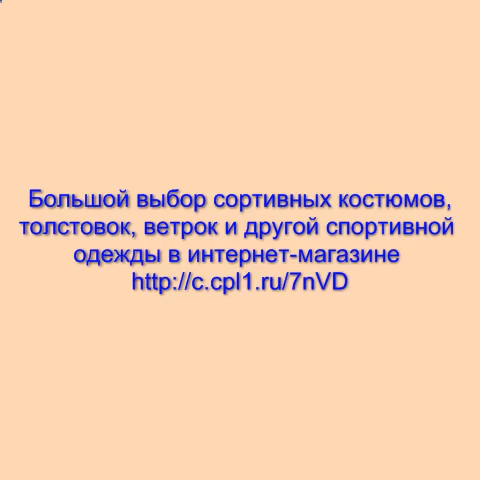 Большой выбор сортивных костюмов,
толстовок, ветрок и другой спортивной
одежды в интернет-магазине
http://c.cpl1.ru/7nVD